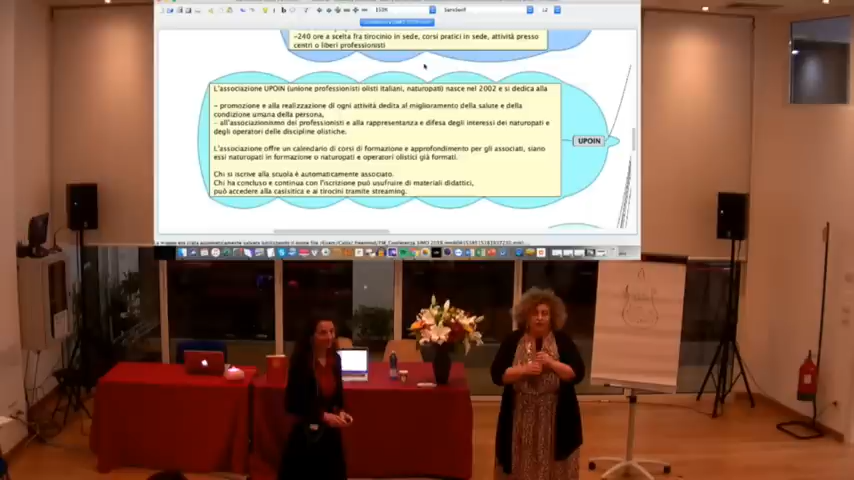 150%
SansSerif
12
-240 ore a scelta fra tirocinio in sede, corsi pratici in sede, attività presso
centri o liberi professionisti
L'associazione UPOIN (unione professionisti olisti italiani, naturopati) nasce nel 2002 e si dedica alla
- promozione e alla realizzazione di ogni attività dedita al miglioramento della salute e della
condizione umana della persona,
- all'associazionismo dei professionisti e alla rappresentanza e difesa degli interessi dei naturopati e
degli operatori delle discipline olistiche.
L'associazione offre un calendario di corsi di formazione e approfondimento per gli associati, siano
essi naturopati in formazione o naturopati e operatori olistici già formati.
Chi si iscrive alla scuola è automaticamente associato.
Chi ha concluso e continua con l'iscrizione può usufruire di materiali didattici,
può accedere alla casisitica e ai tirocini tramite streaming.
UPOIN